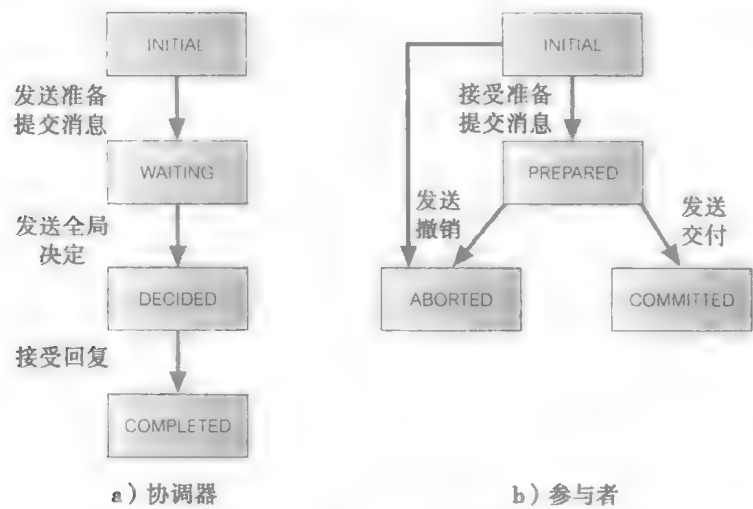 INITIAL
发送准备
提交消息
WAITING
发送全局
决定
DECIDED
接受回复
COMPLETED
a）协调器
INITIAL
接受准备
提交消息
PREPARED
发送
撤销
发送
交付
ABORTED
COMMITTED
b）参与者